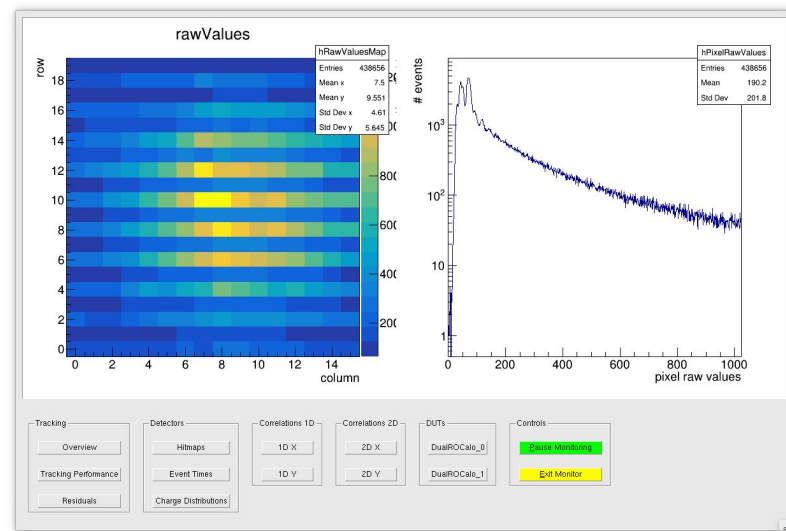 rawValues
hRawValuesMap
Entries 438656
Mean x 7.5
Mean y 9.551
Std Dev x 4.61
Std Dev y 5.645
row
18
16
14
12
10
8
6
4
2
0
800
600
400
200
0 2 4 6 8 10 12 14
column
hPixelRawValues
Entries 438656
Mean 190.2
Std Dev 201.8
# events
10³
10²
10
1
0 200 400 600 800 1000
pixel raw values
Tracking Detectors Correlations 1D Correlations 2D DUTs Controls
Overview Hitmaps 1D X 2D X DualROCalo_0 Pause Monitoring
Tracking Performance Event Times 1D Y 2D Y DualROCalo_1 Exit Monitor
Residuals Charge Distributions